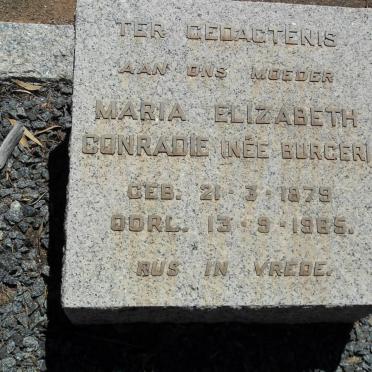 TER GEDAGTENIS
AAN ONS MOEDER
MARIA ELIZABETH
CONRADIE (NÉE BURGER)
GEB. 21·3·1879
OORL. 13·9·1965.
RUS IN VREDE.